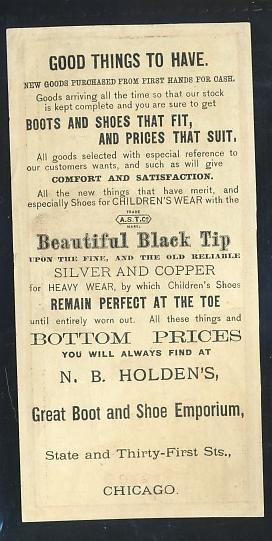 GOOD THINGS TO HAVE.
NEW GOODS PURCHASED FROM FIRST HANDS FOR CASH.
Goods arriving all the time so that our stock
is kept complete and you are sure to get
BOOTS AND SHOES THAT FIT,
AND PRICES THAT SUIT.
All goods selected with especial reference to
our customers wants, and such as will give
COMFORT AND SATISFACTION.
All the new things that have merit, and
especially Shoes for CHILDREN'S WEAR with the
TRADE
A.S.T.Co
MARK.
Beautiful Black Tip
UPON THE FINE, AND THE OLD RELIABLE
SILVER AND COPPER
for HEAVY WEAR, by which Children's Shoes
REMAIN PERFECT AT THE TOE
until entirely worn out. All these things and
BOTTOM PRICES
YOU WILL ALWAYS FIND AT
N. B. HOLDEN'S,
Great Boot and Shoe Emporium,
State and Thirty-First Sts.,
CHICAGO.